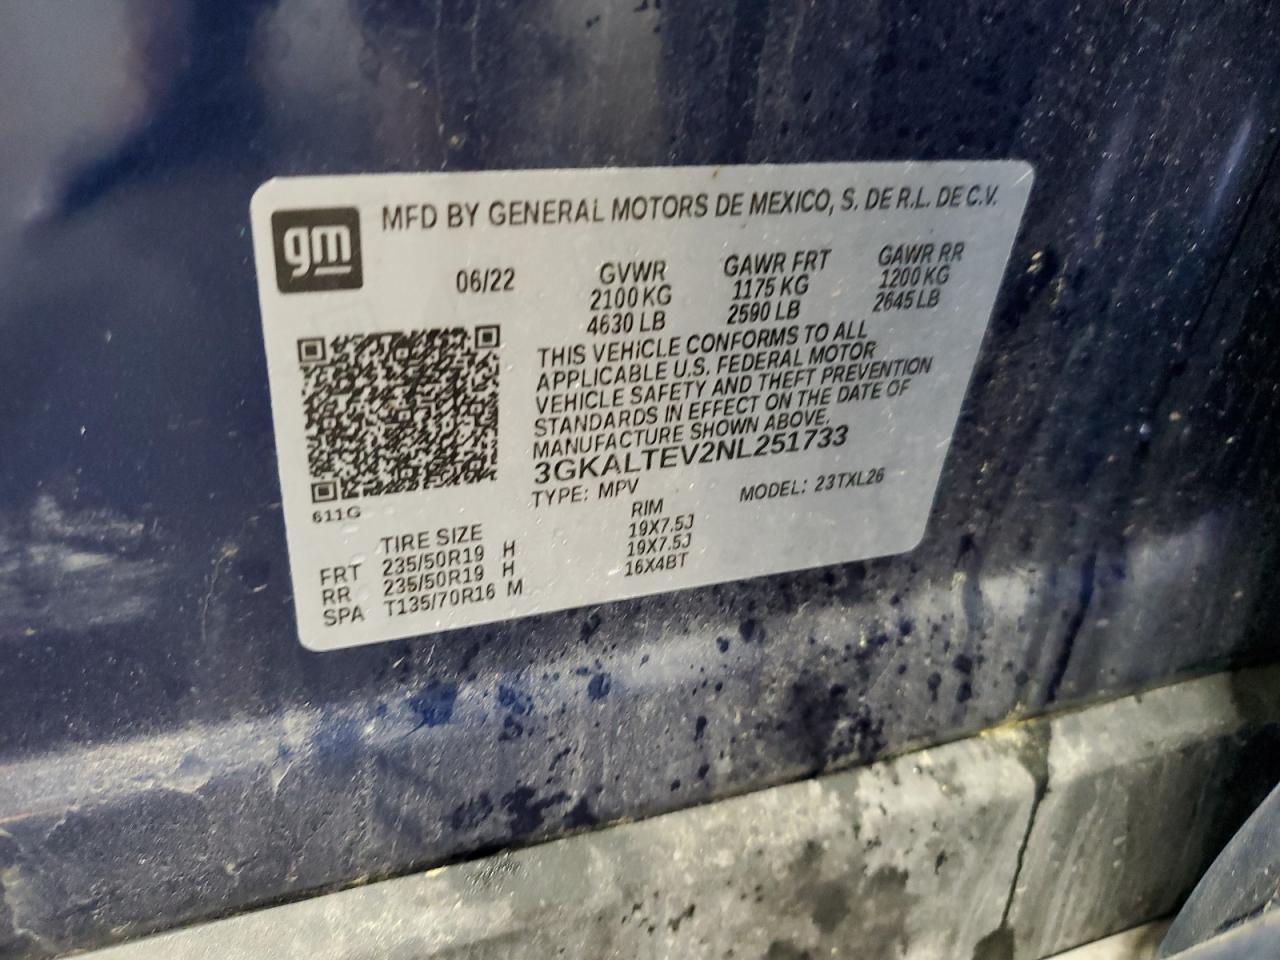 gm
MFD BY GENERAL MOTORS DE MEXICO, S. DE R.L. DE C.V.
06/22 GVWR GAWR FRT GAWR RR
2100 KG 1175 KG 1200 KG
4630 LB 2590 LB 2645 LB
THIS VEHICLE CONFORMS TO ALL
APPLICABLE U.S. FEDERAL MOTOR
VEHICLE SAFETY AND THEFT PREVENTION
STANDARDS IN EFFECT ON THE DATE OF
MANUFACTURE SHOWN ABOVE.
3GKALTEV2NL251733
TYPE: MPV MODEL: 23TXL26
611G
TIRE SIZE RIM
FRT 235/50R19 H 19X7.5J
RR 235/50R19 H 19X7.5J
SPA T135/70R16 M 16X4BT